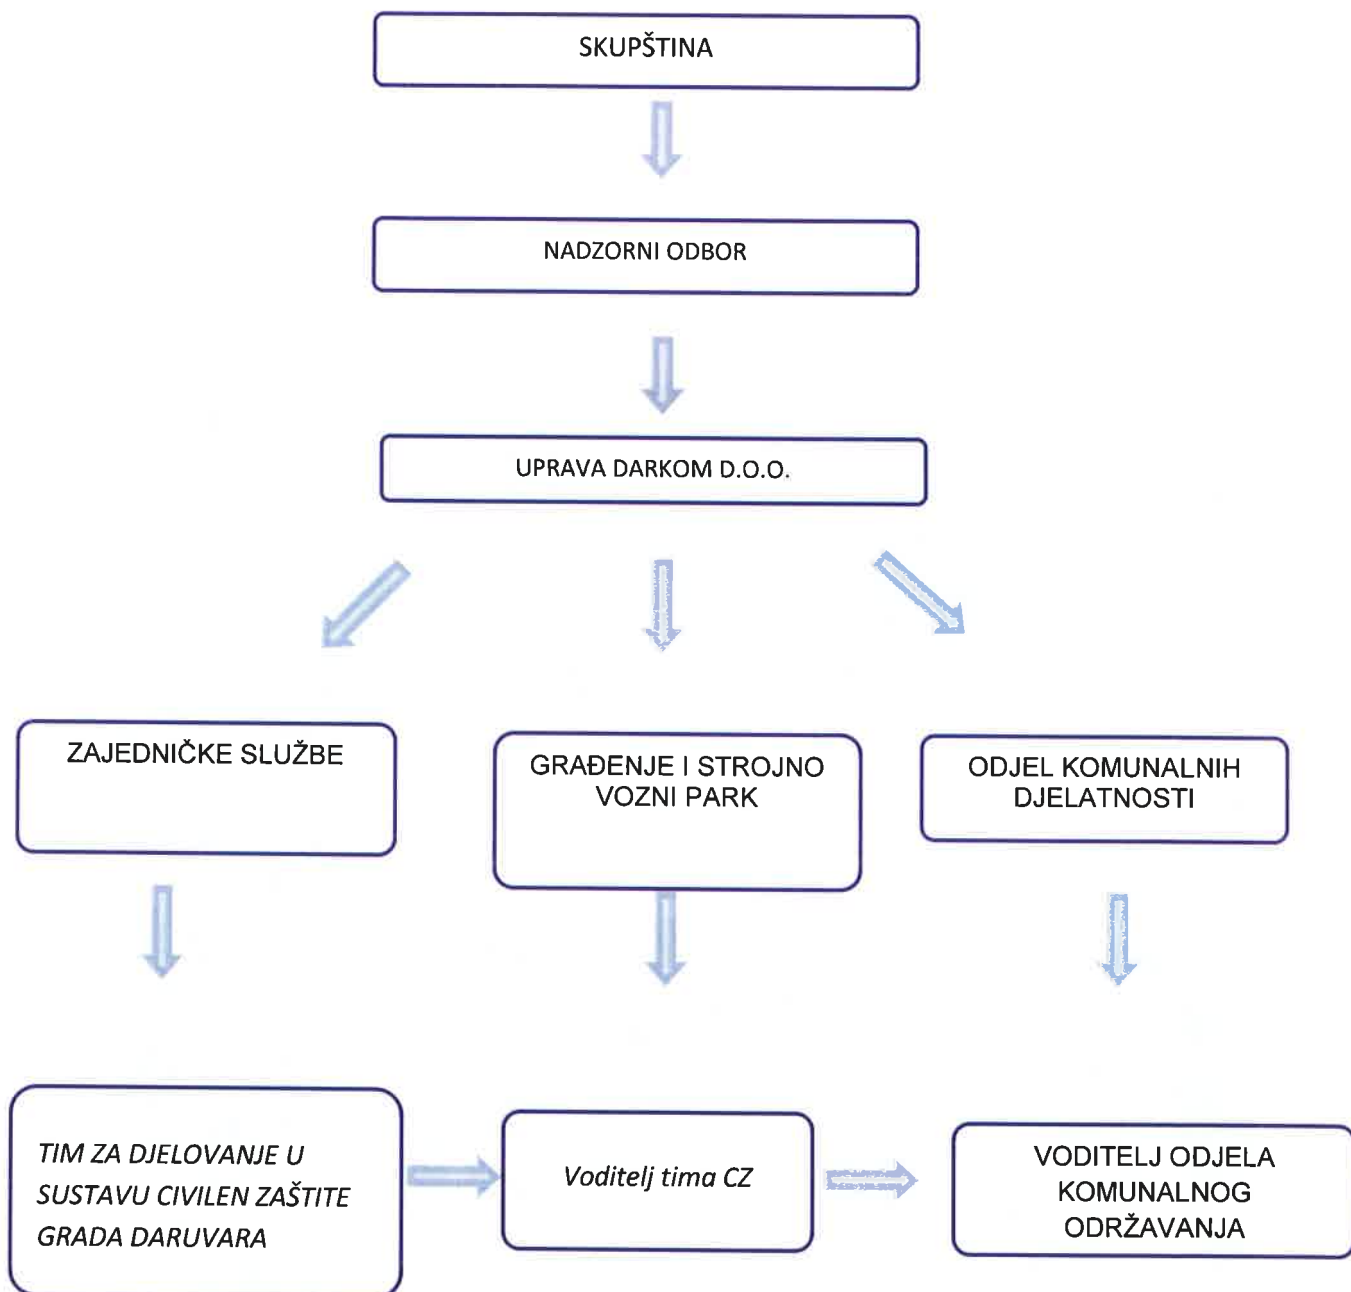 SKUPŠTINA
NADZORNI ODBOR
UPRAVA DARKOM D.O.O.
ZAJEDNIČKE SLUŽBE
GRAĐENJE I STROJNO
VOZNI PARK
ODJEL KOMUNALNIH
DJELATNOSTI
TIM ZA DJELOVANJE U
SUSTAVU CIVILEN ZAŠTITE
GRADA DARUVARA
Voditelj tima CZ
VODITELJ ODJELA
KOMUNALNOG
ODRŽAVANJA